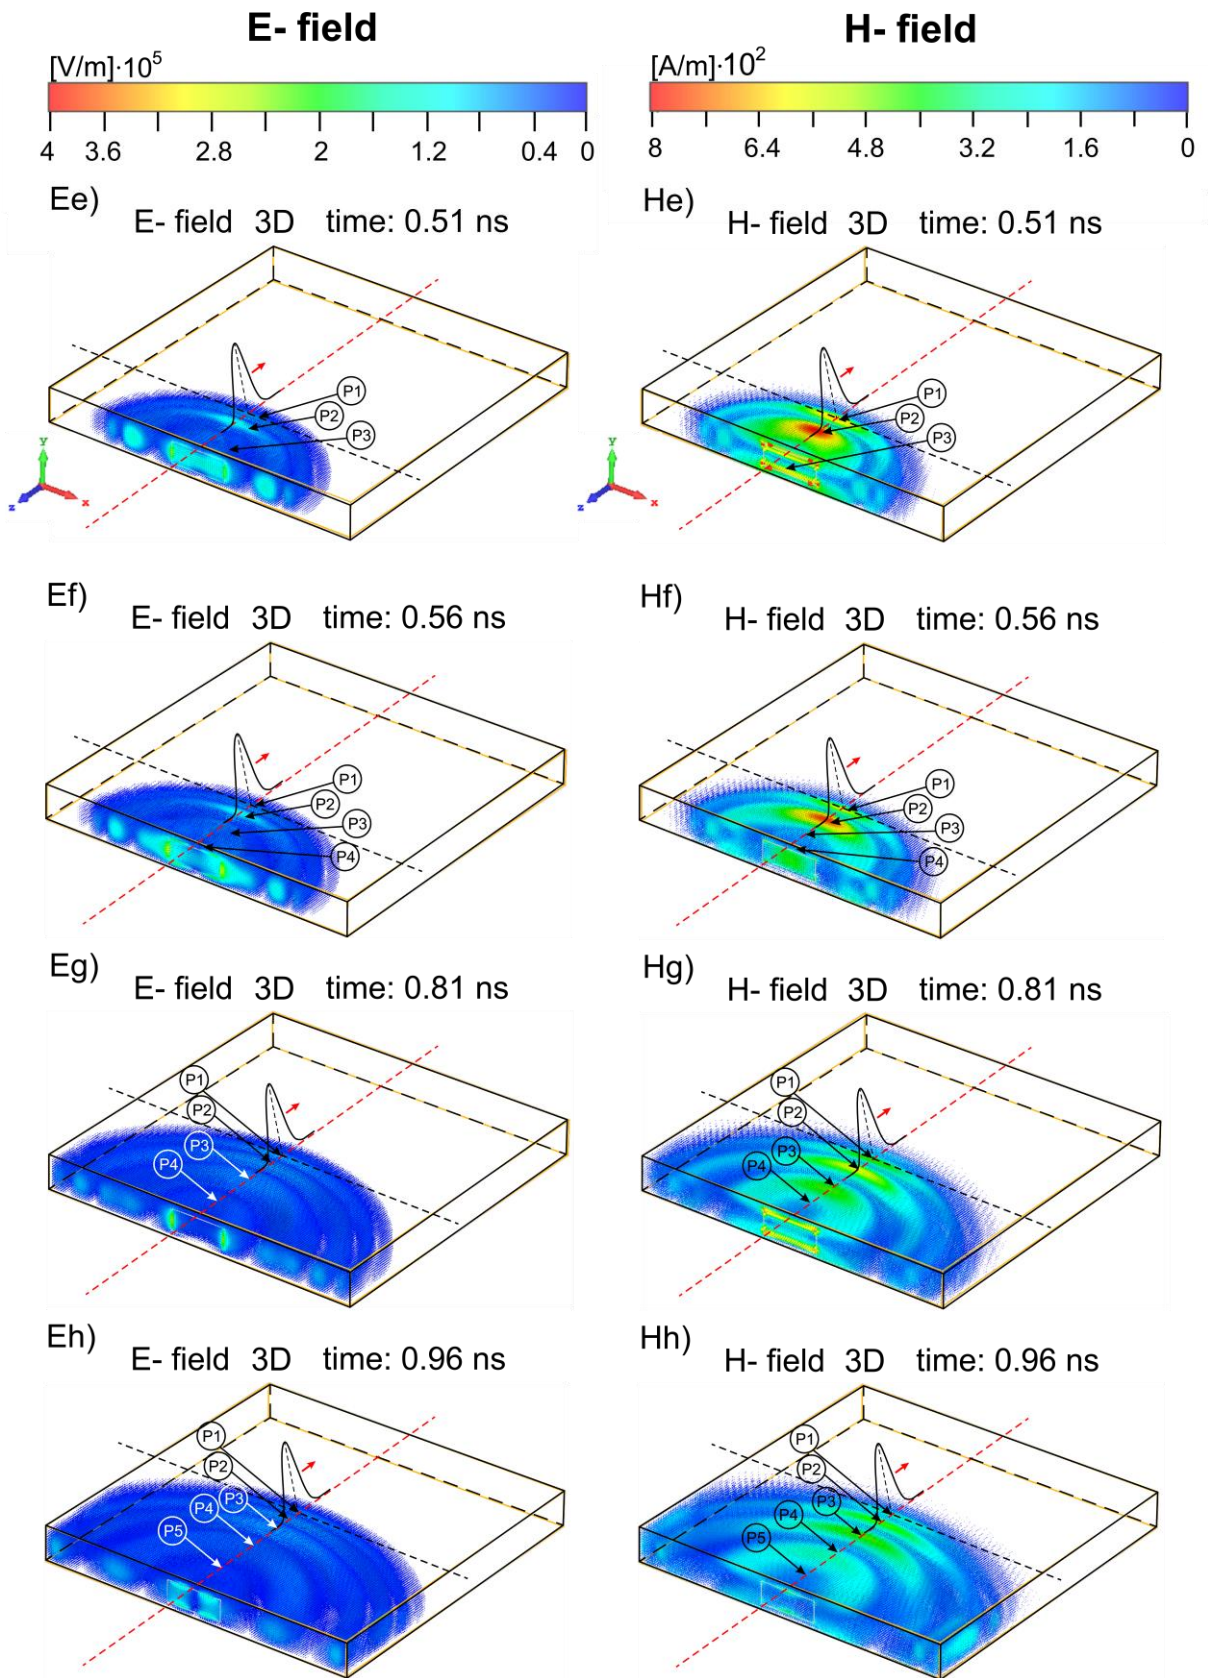 E- field
H- field
[V/m]·10⁵
[A/m]·10²
4 3.6 2.8 2 1.2 0.4 0
8 6.4 4.8 3.2 1.6 0
Ee)
E- field 3D time: 0.51 ns
P1
P2
P3
y
z
x
He)
H- field 3D time: 0.51 ns
P1
P2
P3
y
z
x
Ef)
E- field 3D time: 0.56 ns
P1
P2
P3
P4
Hf)
H- field 3D time: 0.56 ns
P1
P2
P3
P4
Eg)
E- field 3D time: 0.81 ns
P1
P2
P3
P4
Hg)
H- field 3D time: 0.81 ns
P1
P2
P3
P4
Eh)
E- field 3D time: 0.96 ns
P1
P2
P3
P4
P5
Hh)
H- field 3D time: 0.96 ns
P1
P2
P3
P4
P5